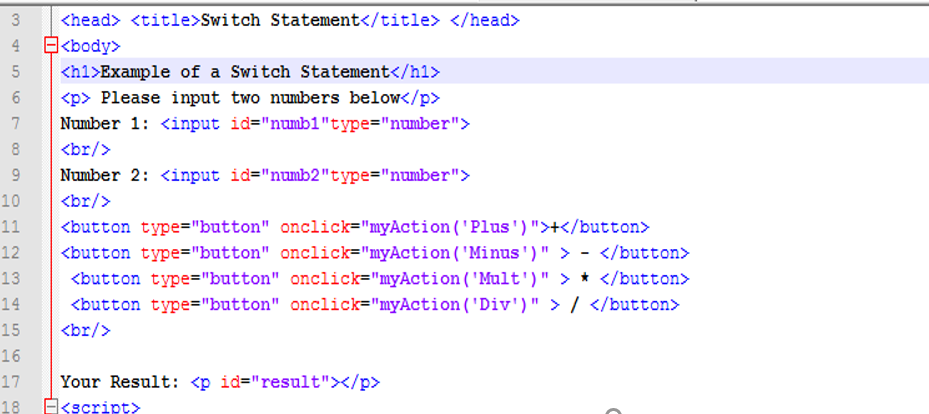 3 <head> <title>Switch Statement</title> </head>
4 <body>
5 <h1>Example of a Switch Statement</h1>
6 <p> Please input two numbers below</p>
7 Number 1: <input id="numb1"type="number">
8 <br/>
9 Number 2: <input id="numb2"type="number">
10 <br/>
11 <button type="button" onclick="myAction('Plus')">+</button>
12 <button type="button" onclick="myAction('Minus')" > - </button>
13  <button type="button" onclick="myAction('Mult')" > * </button>
14  <button type="button" onclick="myAction('Div')" > / </button>
15 <br/>
16
17 Your Result: <p id="result"></p>
18 <script>